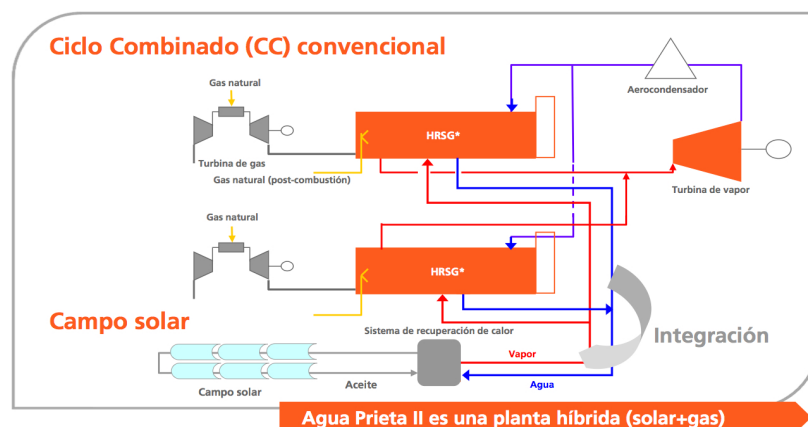 Ciclo Combinado (CC) convencional
Gas natural
Aerocondensador
HRSG*
Turbina de gas
Gas natural (post-combustión)
Turbina de vapor
Gas natural
HRSG*
Campo solar
Sistema de recuperación de calor
Integración
Vapor
Campo solar
Aceite
Agua
Agua Prieta II es una planta híbrida (solar+gas)